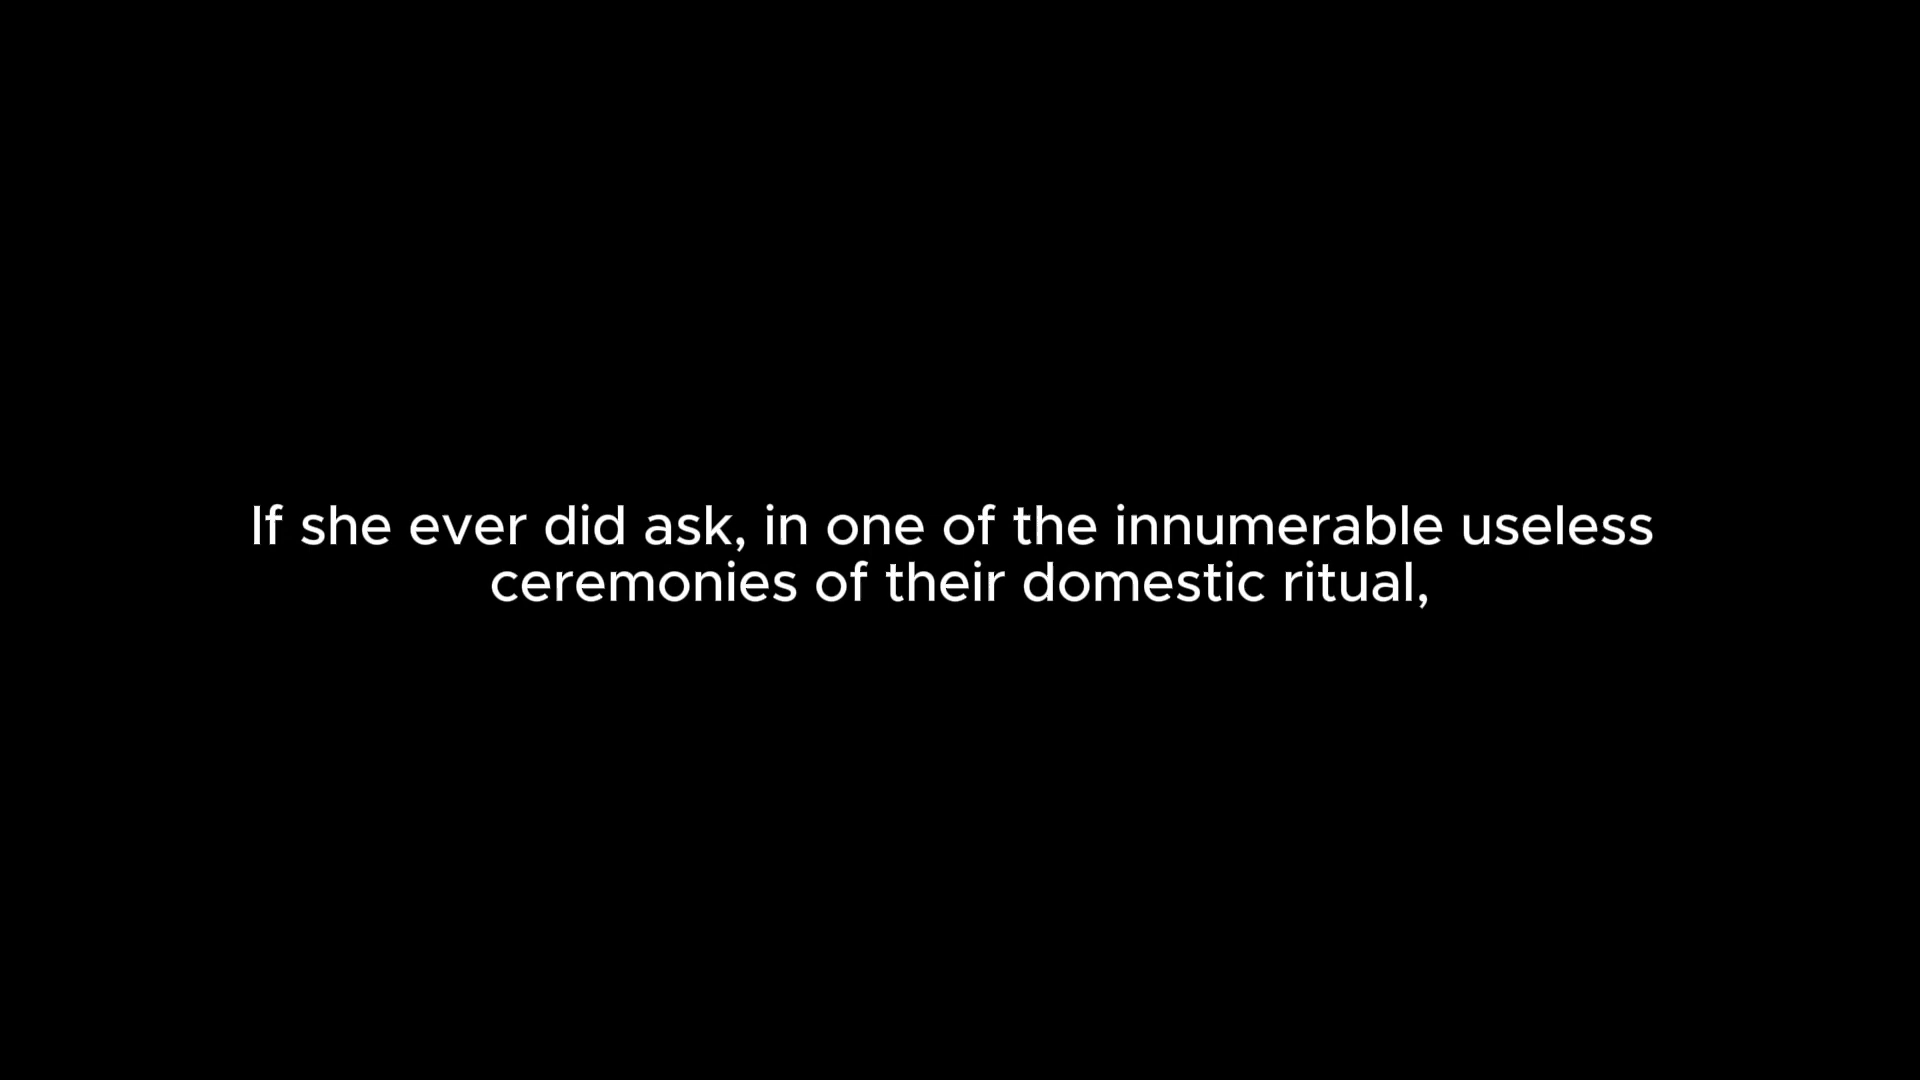 If she ever did ask, in one of the innumerable useless
ceremonies of their domestic ritual,